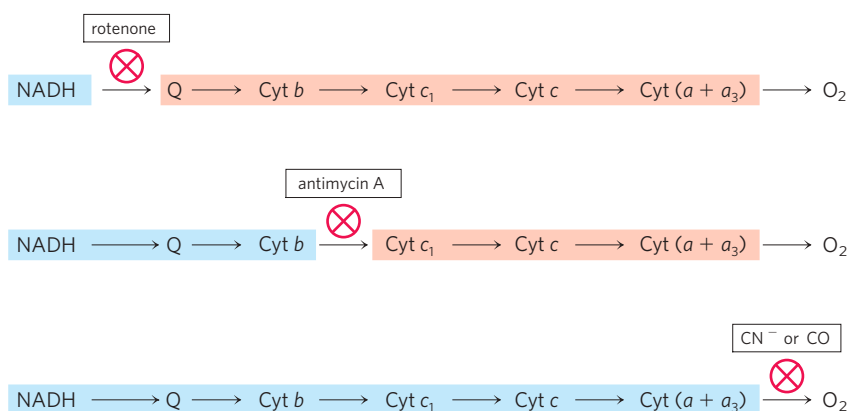 rotenone
NADH → Q → Cyt b → Cyt c₁ → Cyt c → Cyt (a + a₃) → O₂
antimycin A
NADH → Q → Cyt b → Cyt c₁ → Cyt c → Cyt (a + a₃) → O₂
CN⁻ or CO
NADH → Q → Cyt b → Cyt c₁ → Cyt c → Cyt (a + a₃) → O₂